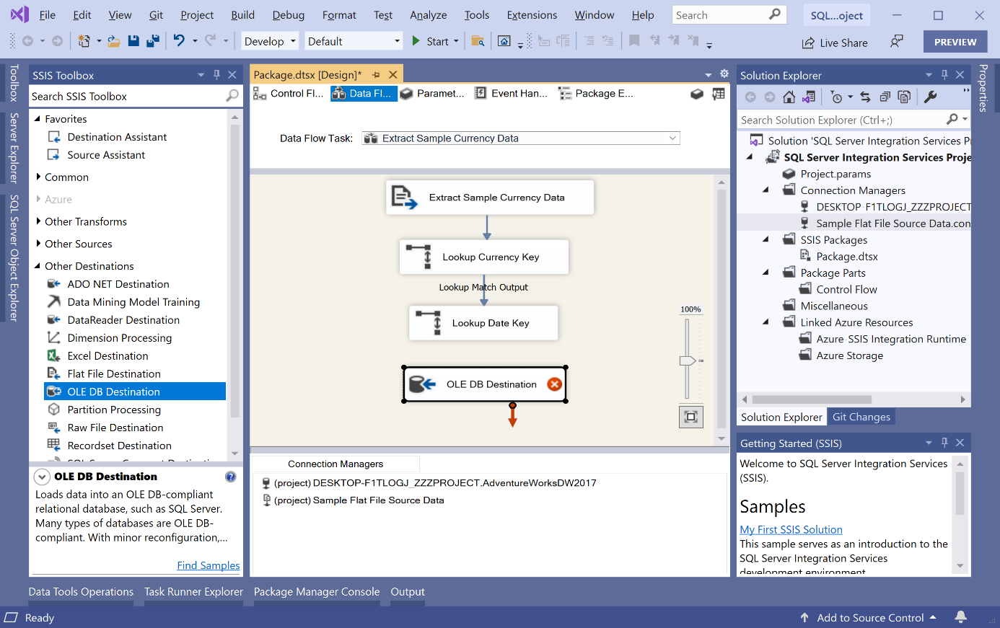 File Edit View Git Project Build Debug Format Test Analyze Tools Extensions Window Help Search SQL...oject
Develop Default Start Live Share PREVIEW
Toolbox
Server Explorer
SQL Server Object Explorer
SSIS Toolbox
Search SSIS Toolbox
Favorites
Destination Assistant
Source Assistant
Common
Azure
Other Transforms
Other Sources
Other Destinations
ADO NET Destination
Data Mining Model Training
DataReader Destination
Dimension Processing
Excel Destination
Flat File Destination
OLE DB Destination
Partition Processing
Raw File Destination
Recordset Destination
OLE DB Destination
Loads data into an OLE DB-compliant
relational database, such as SQL Server.
Many types of databases are OLE DB-
compliant. With minor reconfiguration,...
Find Samples
Package.dtsx [Design]*
Control Fl... Data Fl... Paramet... Event Han... Package E...
Data Flow Task: Extract Sample Currency Data
Extract Sample Currency Data
Lookup Currency Key
Lookup Match Output
Lookup Date Key
OLE DB Destination
100%
Connection Managers
(project) DESKTOP-F1TLOGJ_ZZZPROJECT.AdventureWorksDW2017
(project) Sample Flat File Source Data
Solution Explorer
Search Solution Explorer (Ctrl+;)
Solution 'SQL Server Integration Services P
SQL Server Integration Services Proje
Project.params
Connection Managers
DESKTOP-F1TLOGJ_ZZZPROJECT
Sample Flat File Source Data.con
SSIS Packages
Package.dtsx
Package Parts
Control Flow
Miscellaneous
Linked Azure Resources
Azure-SSIS Integration Runtime
Azure Storage
Solution Explorer Git Changes
Getting Started (SSIS)
Welcome to SQL Server Integration Services
(SSIS).
Samples
My First SSIS Solution
This sample serves as an introduction to the
SQL Server Integration Services
development environment
Properties
Data Tools Operations Task Runner Explorer Package Manager Console Output
Ready Add to Source Control